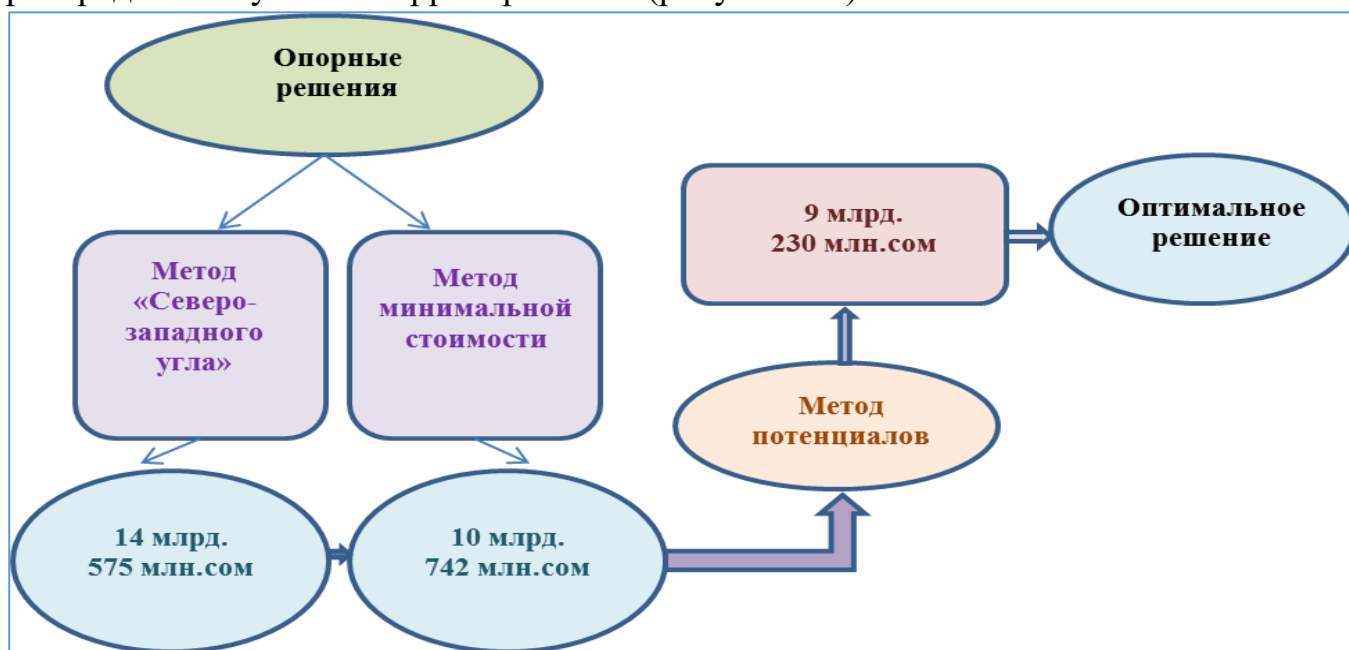 Опорные
решения
Метод
«Северо-
западного
угла»
Метод
минимальной
стоимости
14 млрд.
575 млн.сом
10 млрд.
742 млн.сом
9 млрд.
230 млн.сом
Метод
потенциалов
Оптимальное
решение